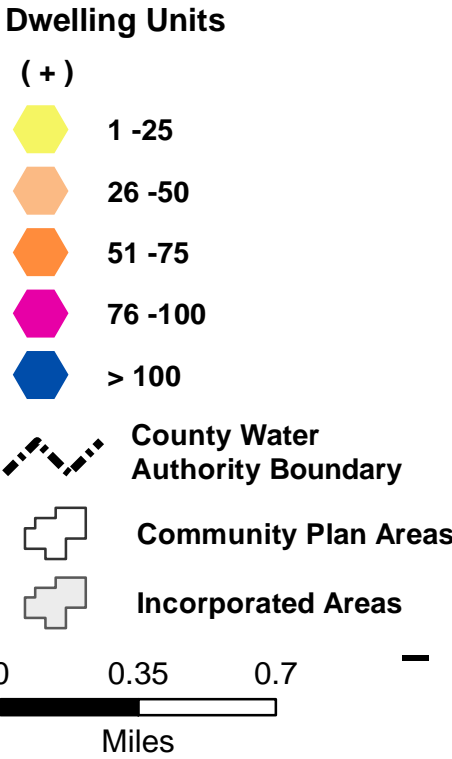 Dwelling Units
( + )
1 -25
26 -50
51 -75
76 -100
> 100
County Water
Authority Boundary
Community Plan Areas
Incorporated Areas
0 0.35 0.7
Miles